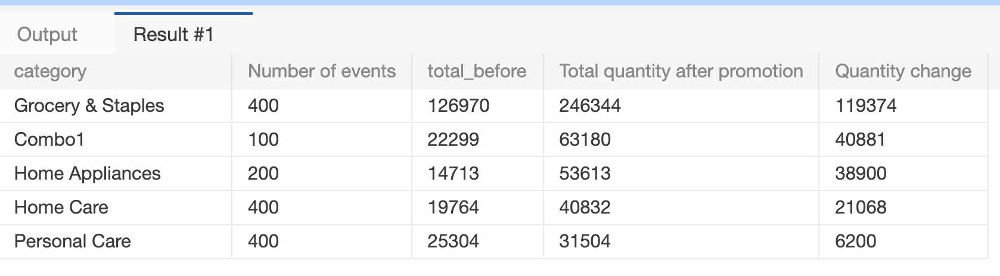 Output Result #1
category Number of events total_before Total quantity after promotion Quantity change
Grocery & Staples 400 126970 246344 119374
Combo1 100 22299 63180 40881
Home Appliances 200 14713 53613 38900
Home Care 400 19764 40832 21068
Personal Care 400 25304 31504 6200